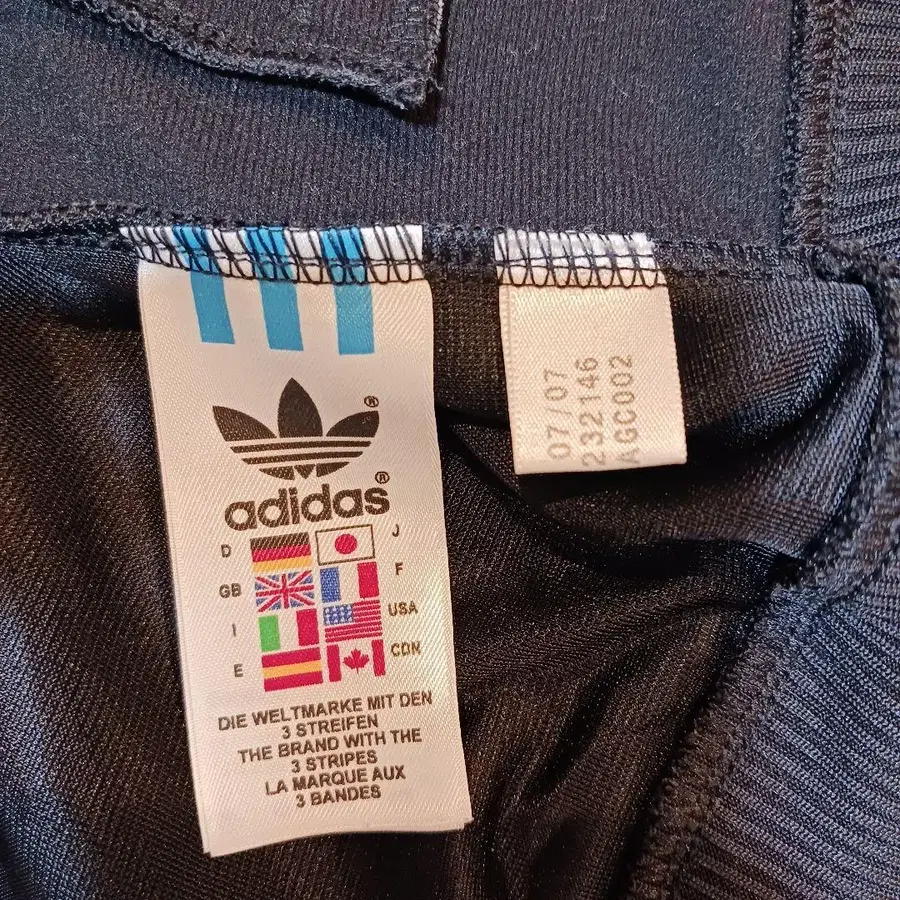 ®
adidas®
D
J
GB
F
I
USA
E
CDN
DIE WELTMARKE MIT DEN
3 STREIFEN
THE BRAND WITH THE
3 STRIPES
LA MARQUE AUX
3 BANDES
07/07
232146
AGC002